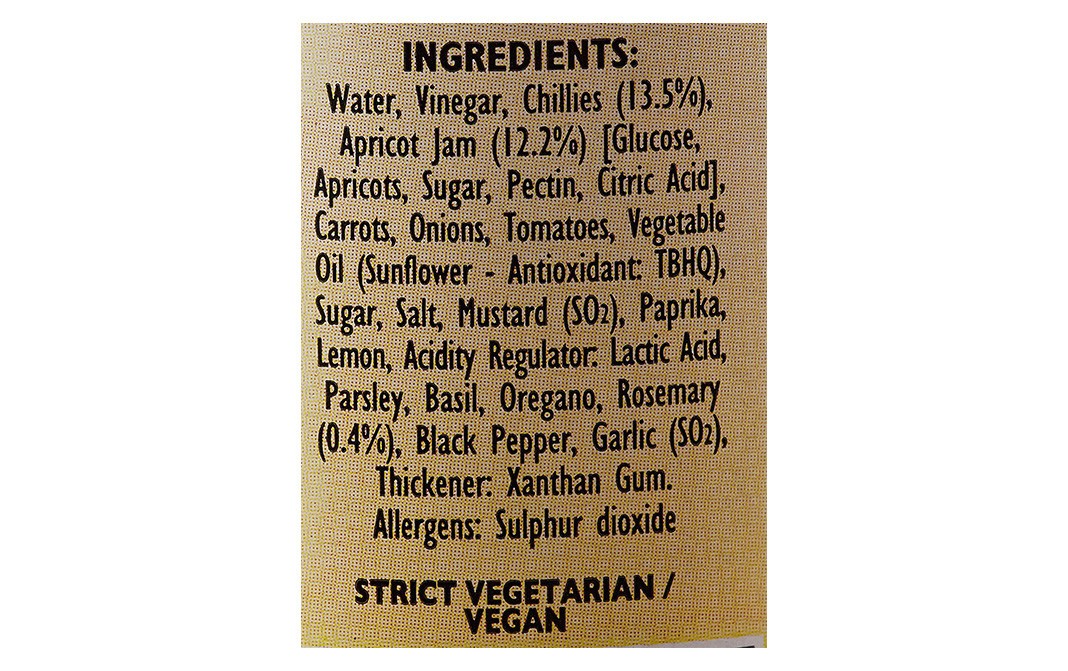 INGREDIENTS:
Water, Vinegar, Chillies (13.5%),
Apricot Jam (12.2%) [Glucose,
Apricots, Sugar, Pectin, Citric Acid],
Carrots, Onions, Tomatoes, Vegetable
Oil (Sunflower - Antioxidant: TBHQ),
Sugar, Salt, Mustard (SO₂), Paprika,
Lemon, Acidity Regulator: Lactic Acid,
Parsley, Basil, Oregano, Rosemary
(0.4%), Black Pepper, Garlic (SO₂),
Thickener: Xanthan Gum.
Allergens: Sulphur dioxide
STRICT VEGETARIAN /
VEGAN